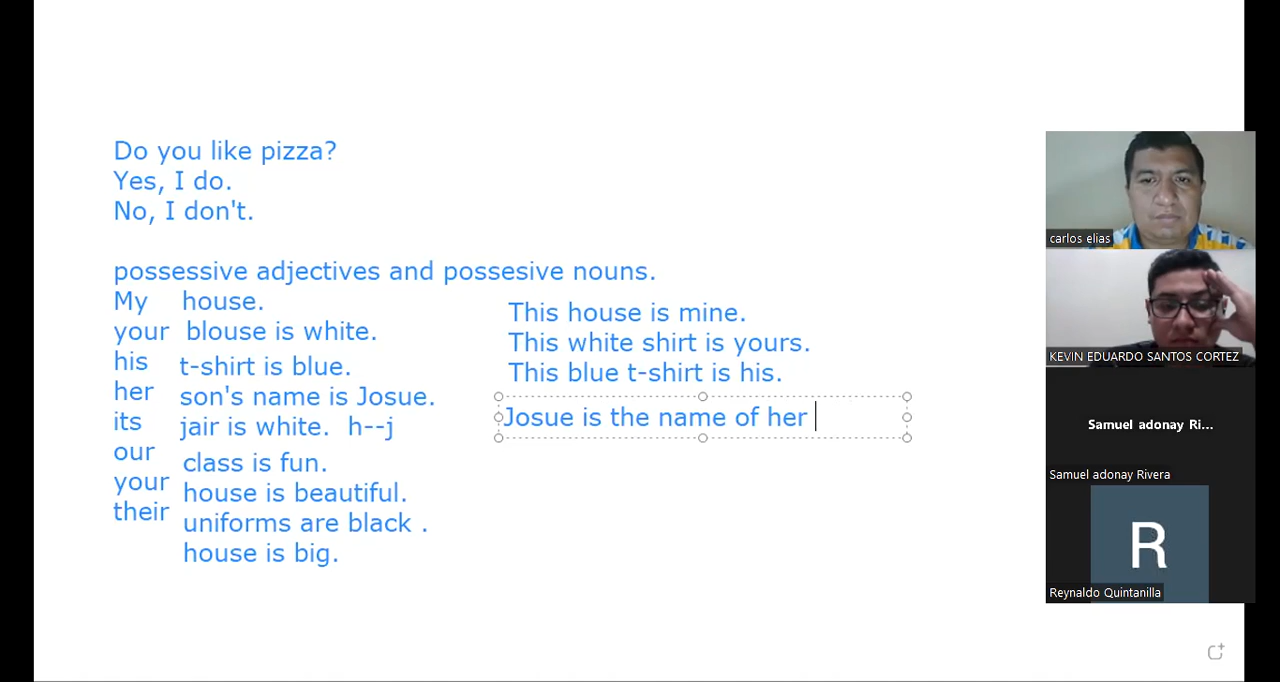 Do you like pizza?
Yes, I do.
No, I don't.
possessive adjectives and possesive nouns.
My house.
your blouse is white.
his t-shirt is blue.
her son's name is Josue.
its jair is white. h--j
our class is fun.
your house is beautiful.
their uniforms are black .
house is big.
This house is mine.
This white shirt is yours.
This blue t-shirt is his.
Josue is the name of her
carlos elias
KEVIN EDUARDO SANTOS CORTEZ
Samuel adonay Ri...
Samuel adonay Rivera
R
Reynaldo Quintanilla